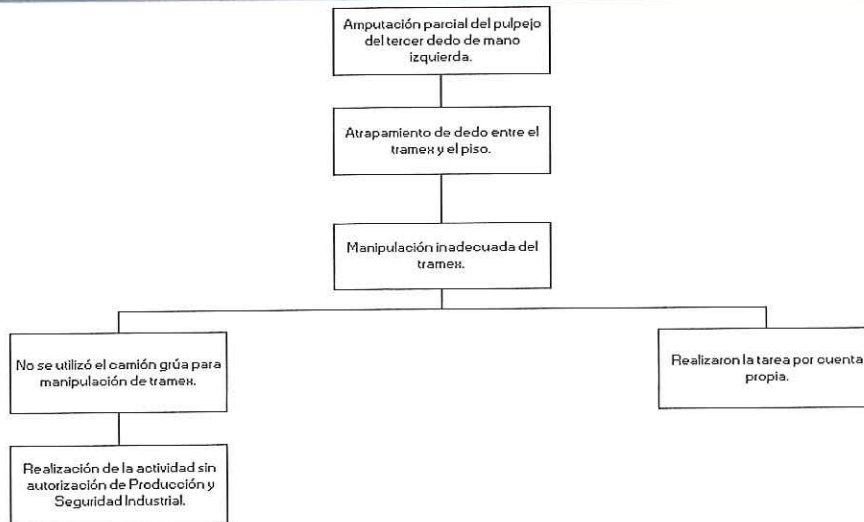 Amputación parcial del pulpejo
del tercer dedo de mano
izquierda.
Atrapamiento de dedo entre el
tramex y el piso.
Manipulación inadecuada del
tramex.
No se utilizó el camión grúa para
manipulación de tramex.
Realizaron la tarea por cuenta
propia.
Realización de la actividad sin
autorización de Producción y
Seguridad Industrial.